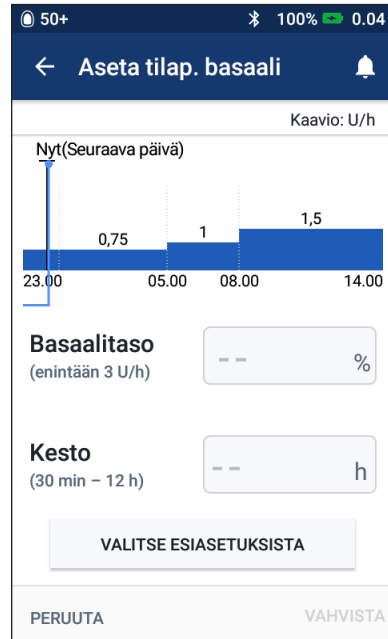 50+ 100% 0.04
Aseta tilap. basaali
Kaavio: U/h
Nyt(Seuraava päivä)
0,75 1 1,5
23.00 05.00 08.00 14.00
Basaalitaso
-- %
(enintään 3 U/h)
Kesto
-- h
(30 min – 12 h)
VALITSE ESIASETUKSISTA
PERUUTA VAHVISTA